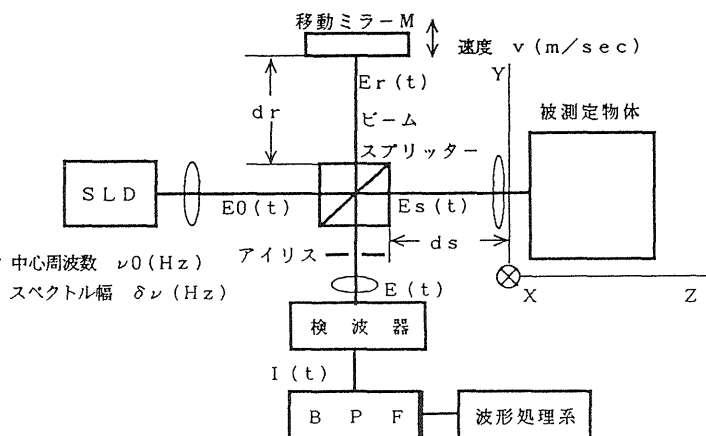 移動ミラーM
速度 v(m/sec)
Er(t)
Y
dr
ビーム
スプリッター
被測定物体
SLD
E0(t)
Es(t)
アイリス
ds
中心周波数 ν0(Hz)
スペクトル幅 δν(Hz)
E(t)
X
Z
検波器
I(t)
BPF
波形処理系